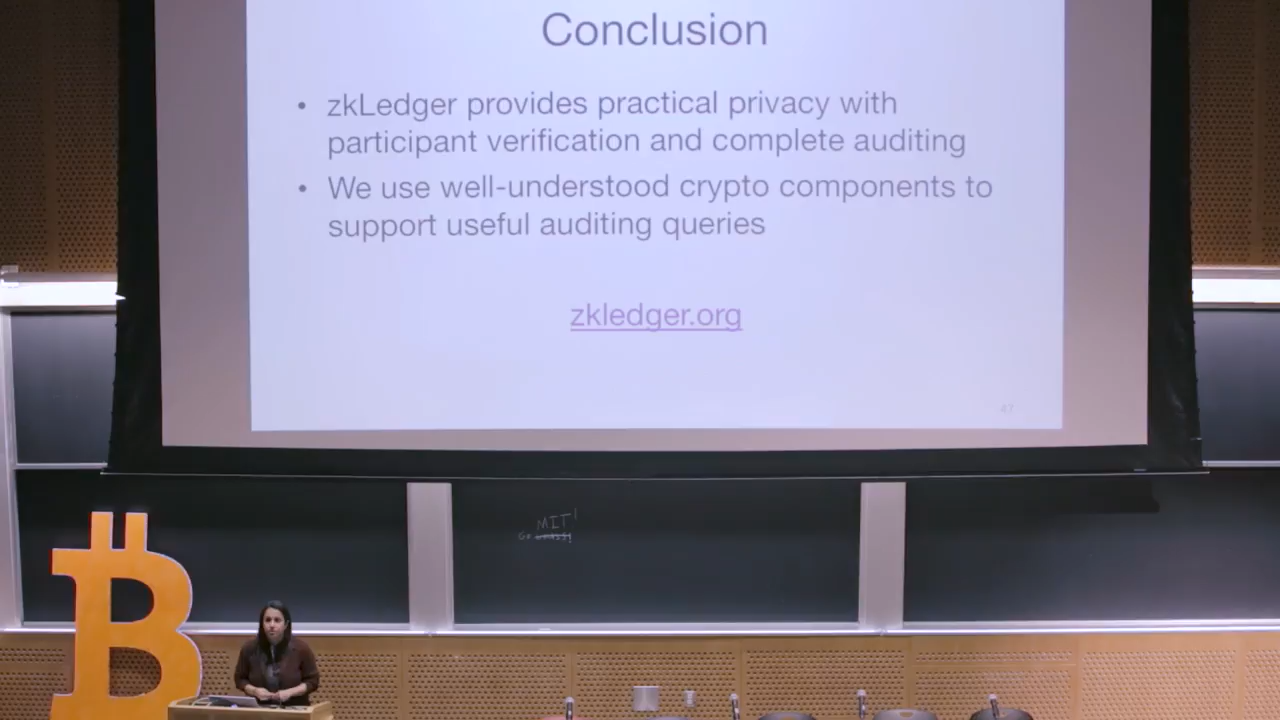 Conclusion
• zkLedger provides practical privacy with
participant verification and complete auditing
• We use well-understood crypto components to
support useful auditing queries
zkledger.org
MIT!
Go